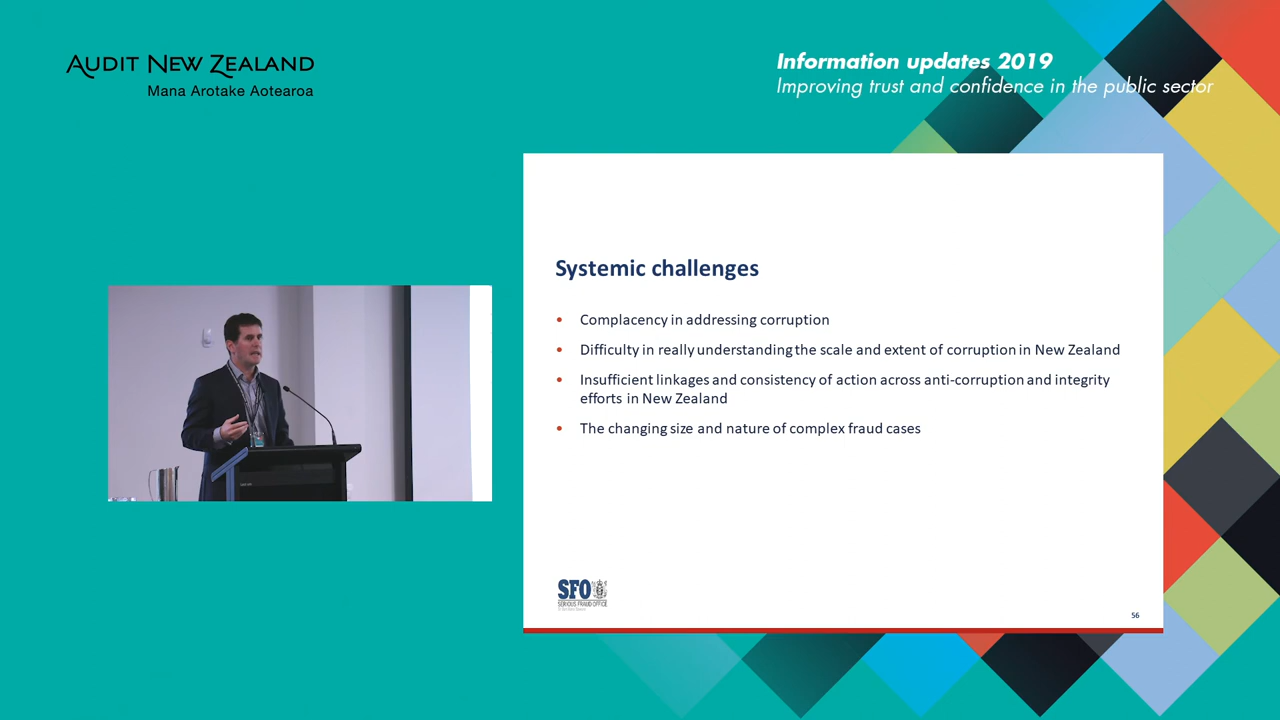 AUDIT NEW ZEALAND
Mana Arotake Aotearoa
Information updates 2019
Improving trust and confidence in the public sector
Systemic challenges
• Complacency in addressing corruption
• Difficulty in really understanding the scale and extent of corruption in New Zealand
• Insufficient linkages and consistency of action across anti-corruption and integrity
efforts in New Zealand
• The changing size and nature of complex fraud cases
SFO
SERIOUS FRAUD OFFICE
56